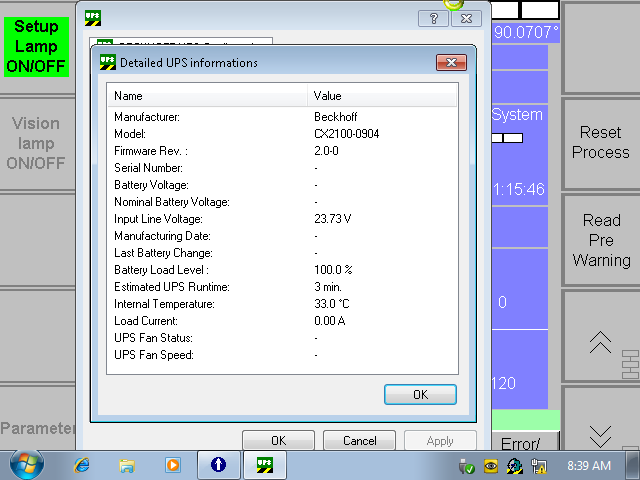 Setup
Lamp
ON/OFF
Vision
lamp
ON/OFF
Parameter
UPS
?
UPS Detailed UPS informations
Name Value
Manufacturer: Beckhoff
Model: CX2100-0904
Firmware Rev. : 2.0-0
Serial Number: -
Battery Voltage: -
Nominal Battery Voltage: -
Input Line Voltage: 23.73 V
Manufacturing Date: -
Last Battery Change: -
Battery Load Level : 100.0 %
Estimated UPS Runtime: 3 min.
Internal Temperature: 33.0 °C
Load Current: 0.00 A
UPS Fan Status: -
UPS Fan Speed: -
OK
OK Cancel Apply
90.0707°
System
1:15:46
0
120
Error/
Reset
Process
Read
Pre
Warning
UPS
8:39 AM